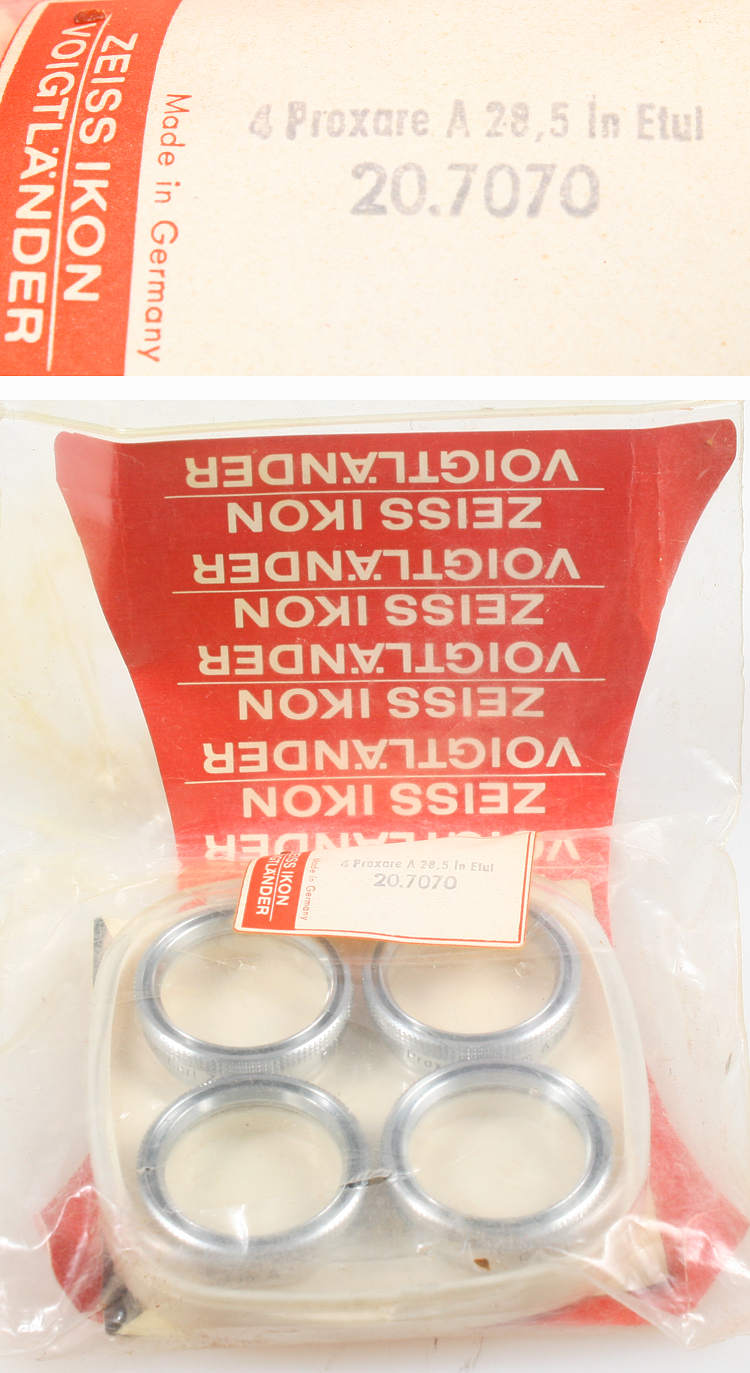 ZEISS IKON
VOIGTLÄNDER
Made in Germany
4 Proxare A 28,5 in Etui
20.7070
VOIGTLÄNDER
ZEISS IKON
VOIGTLÄNDER
ZEISS IKON
VOIGTLÄNDER
ZEISS IKON
VOIGTLÄNDER
ZEISS IKON
VOIGTLÄNDER
IKON
Made in Germany
4 Proxare A 28,5 in Etui
20.7070